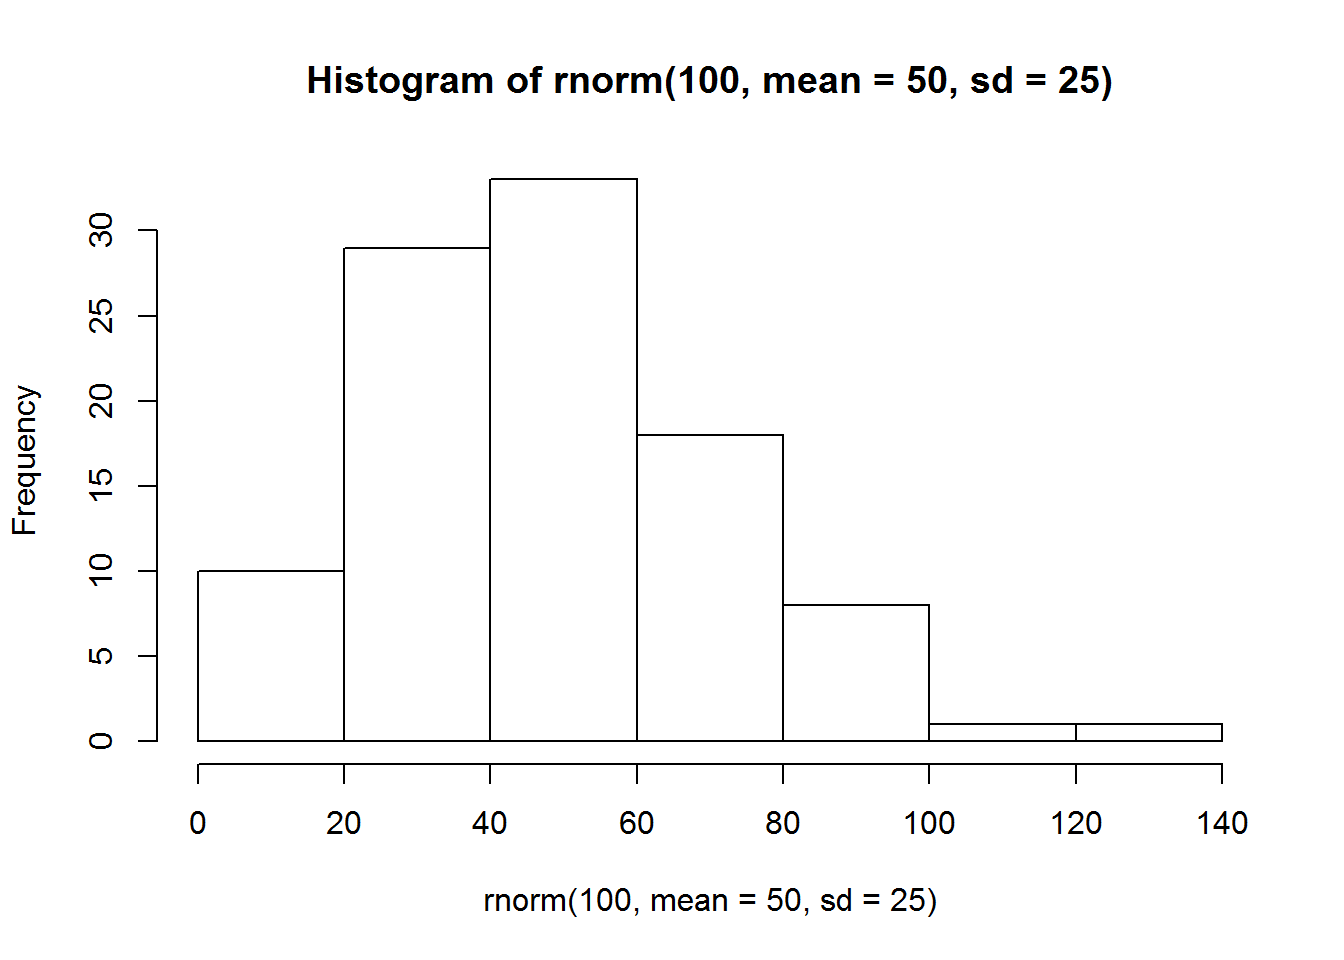 Histogram of rnorm(100, mean = 50, sd = 25)
Frequency
30
25
20
15
10
5
0
0 20 40 60 80 100 120 140
rnorm(100, mean = 50, sd = 25)